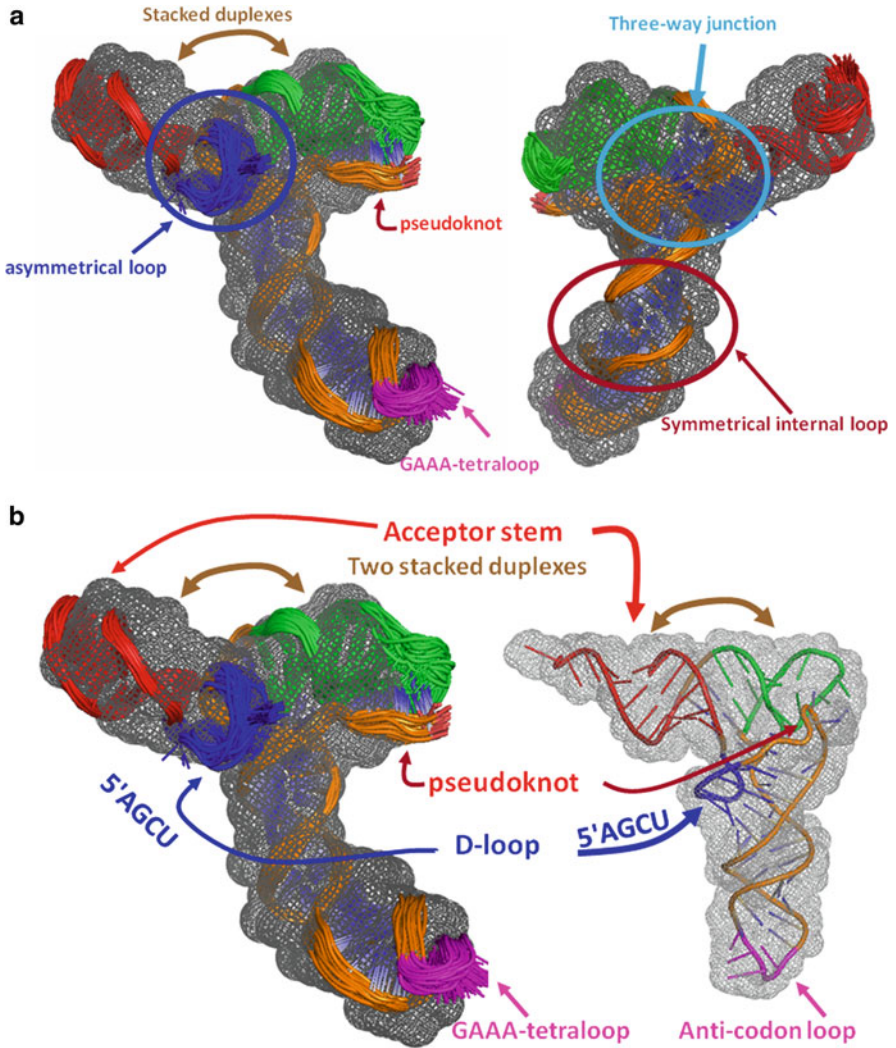 a
Stacked duplexes
Three-way junction
pseudoknot
asymmetrical loop
Symmetrical internal loop
GAAA-tetraloop
b
Acceptor stem
Two stacked duplexes
pseudoknot
5'AGCU
D-loop
5'AGCU
GAAA-tetraloop
Anti-codon loop